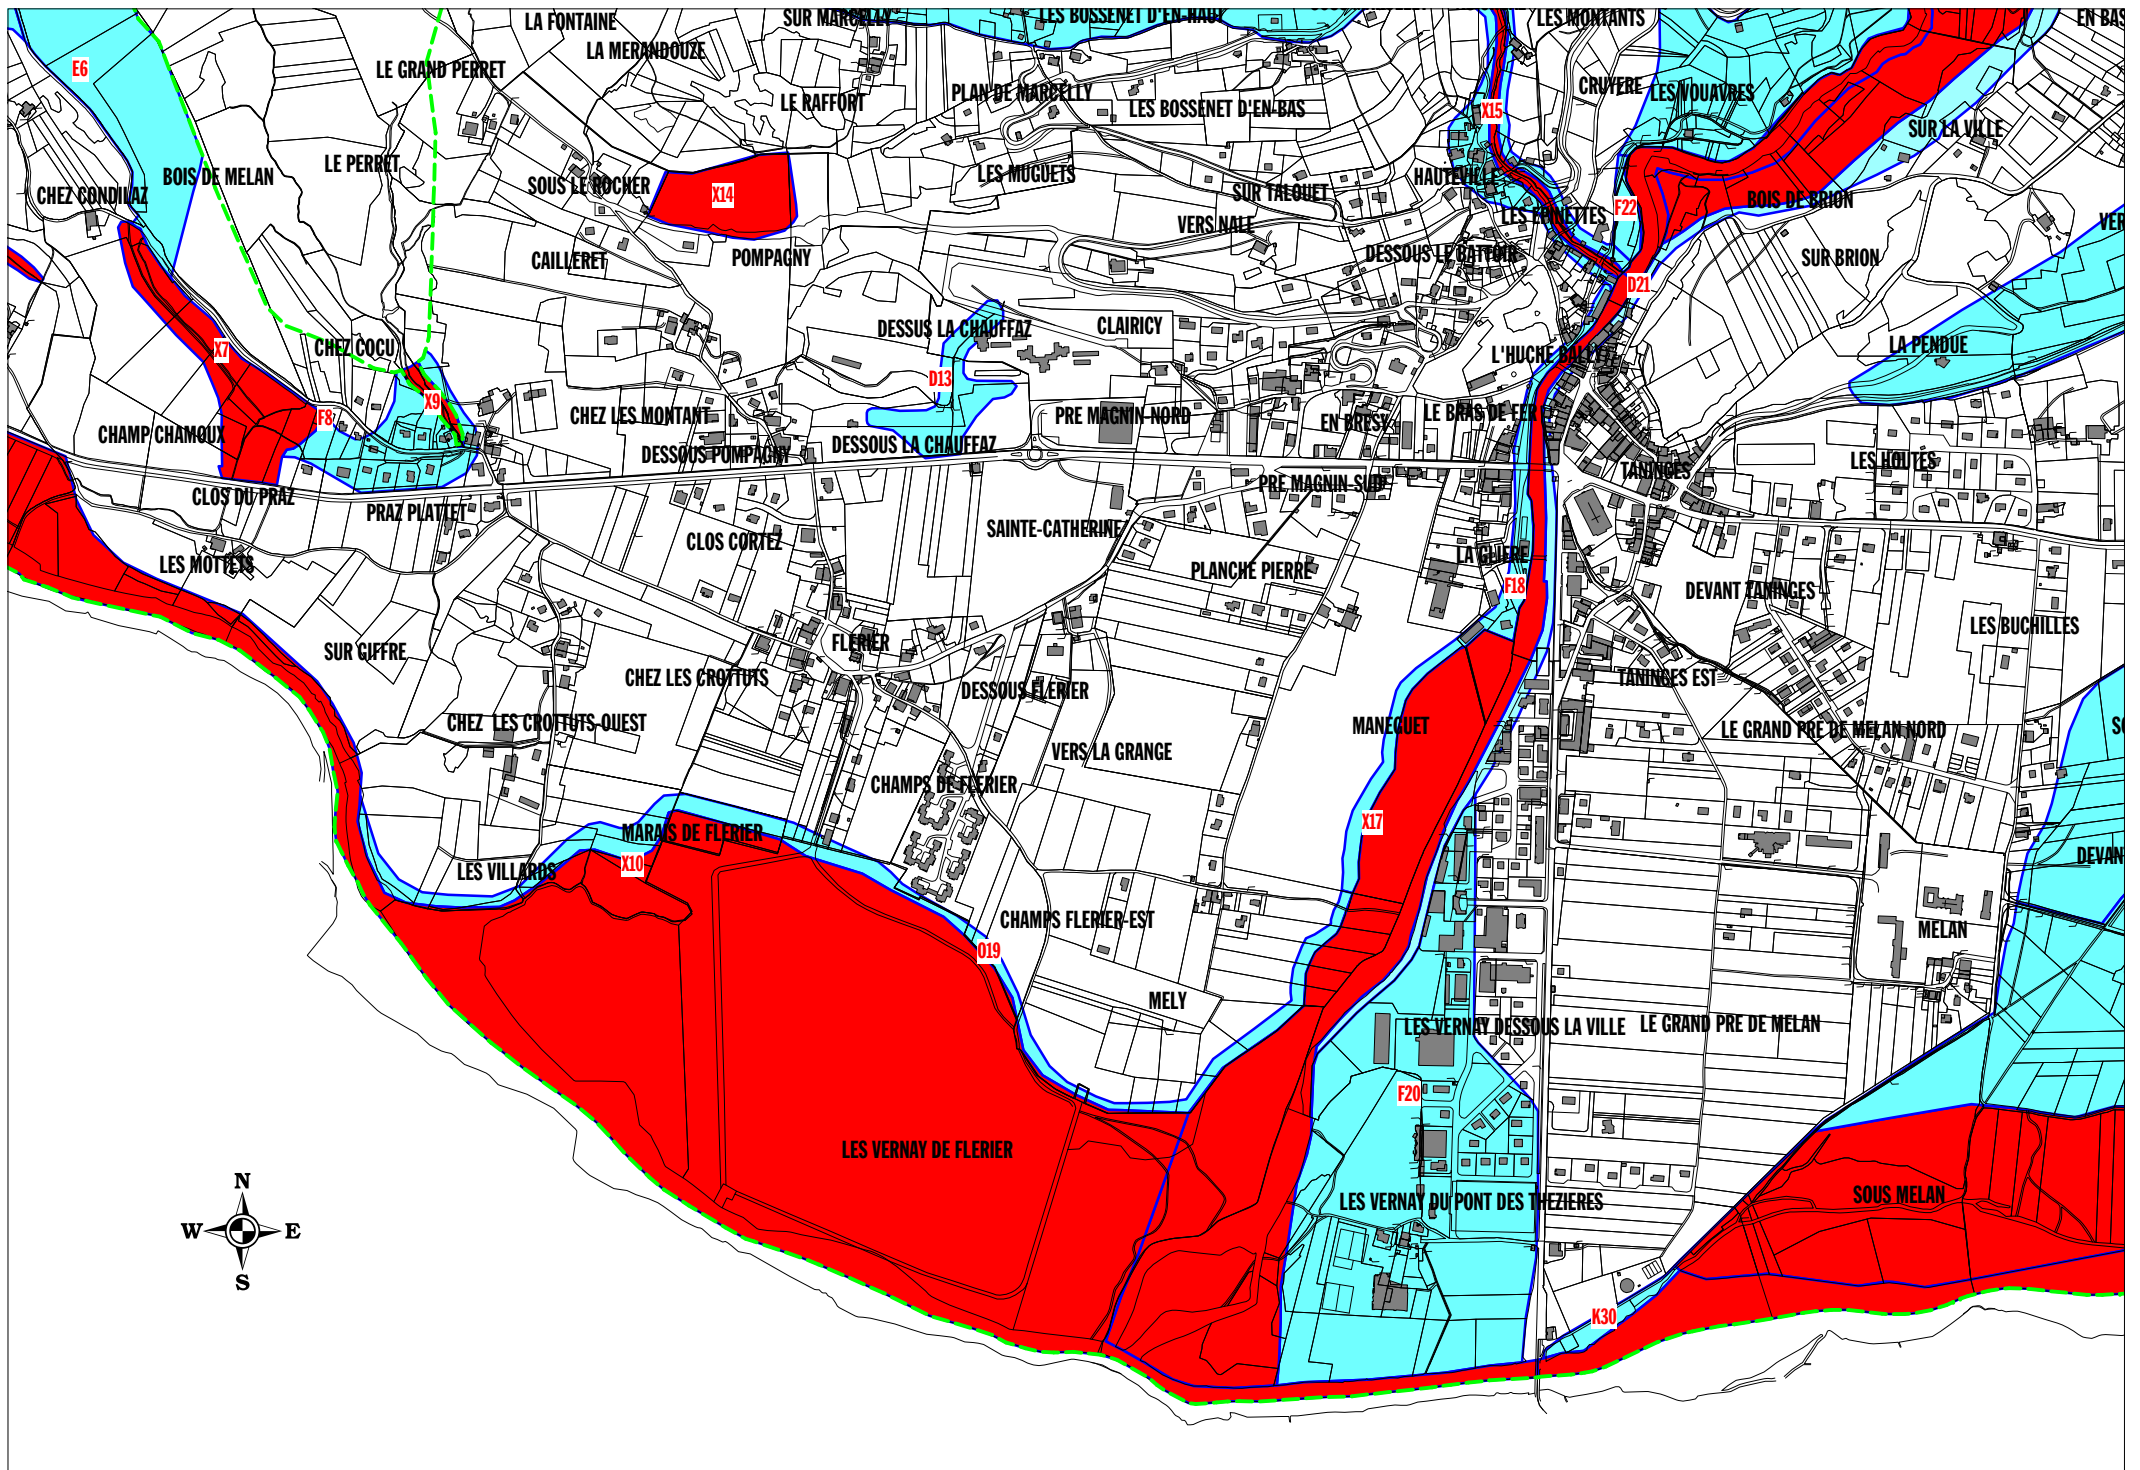 LA FONTAINE
SUR MARCELLY
LES BOSSENET D'EN-HAUT
LES MONTANTS
EN BAS
LA MERANDOUZE
E6
LE GRAND PERRET
LE RAFFORT
PLAN DE MARCELLY
LES BOSSENET D'EN-BAS
CRUYERE
LES VOUAVRES
X15
SUR LA VILLE
LE PERRET
BOIS DE MELAN
SOUS LE ROCHER
X14
LES MUGUETS
SUR TALOUET
HAUTEVILLE
CHEZ CONDILAZ
BOIS DE BRION
F22
LES EPINETTES
VERS NALE
VER
CAILLERET
POMPAGNY
DESSOUS LE BATTOIR
SUR BRION
D21
DESSUS LA CHAUFFAZ
CLAIRICY
CHEZ COCU
X7
L'HUCHE BALLY
LA PENDUE
D13
X9
F8
CHEZ LES MONTANT
PRE MAGNIN-NORD
EN BRESY
LE BRAS DE FER
CHAMP CHAMOUX
DESSOUS POMPAGNY
DESSOUS LA CHAUFFAZ
LES HOUTES
TANINGES
PRE MAGNIN-SUD
CLOS DU PRAZ
PRAZ PLATTET
SAINTE-CATHERINE
CLOS CORTEZ
LA GLIERE
LES MOTTETS
PLANCHE PIERRE
F18
DEVANT TANINGES
LES BUCHILLES
SUR GIFFRE
FLERIER
CHEZ LES CROTTUTS
DESSOUS FLERIER
TANINGES EST
CHEZ LES CROTTUTS-OUEST
MANEGUET
LE GRAND PRE DE MELAN NORD
VERS LA GRANGE
CHAMPS DE FLERIER
X17
MARAIS DE FLERIER
X10
LES VILLARDS
DEVAN
CHAMPS FLERIER-EST
MELAN
O19
MELY
LES VERNAY DESSOUS LA VILLE
LE GRAND PRE DE MELAN
F20
LES VERNAY DE FLERIER
LES VERNAY DU PONT DES THEZIERES
SOUS MELAN
N
W
E
S
K30